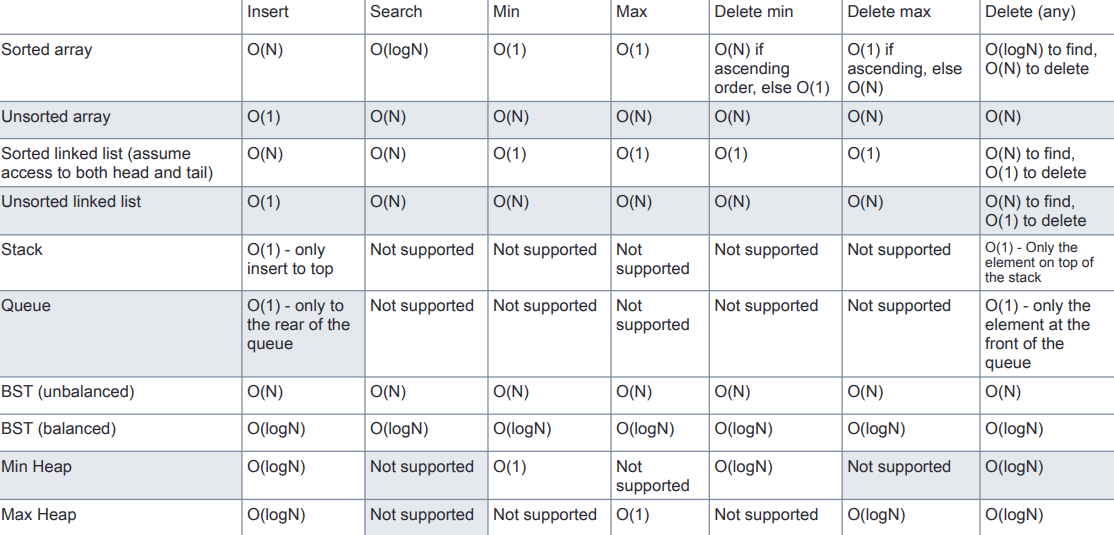 Insert Search Min Max Delete min Delete max Delete (any)
Sorted array O(N) O(logN) O(1) O(1) O(N) if O(1) if O(logN) to find,
ascending ascending, else O(N) to delete
order, else O(1) O(N)
Unsorted array O(1) O(N) O(N) O(N) O(N) O(N) O(N)
Sorted linked list (assume O(N) O(N) O(1) O(1) O(1) O(1) O(N) to find,
access to both head and tail) O(1) to delete
Unsorted linked list O(1) O(N) O(N) O(N) O(N) O(N) O(N) to find,
O(1) to delete
Stack O(1) - only Not supported Not supported Not Not supported Not supported O(1) - Only the
insert to top supported element on top of
the stack
Queue O(1) - only to Not supported Not supported Not Not supported Not supported O(1) - only the
the rear of the supported element at the
queue front of the
queue
BST (unbalanced) O(N) O(N) O(N) O(N) O(N) O(N) O(N)
BST (balanced) O(logN) O(logN) O(logN) O(logN) O(logN) O(logN) O(logN)
Min Heap O(logN) Not supported O(1) Not O(logN) Not supported O(logN)
supported
Max Heap O(logN) Not supported Not supported O(1) Not supported O(logN) O(logN)